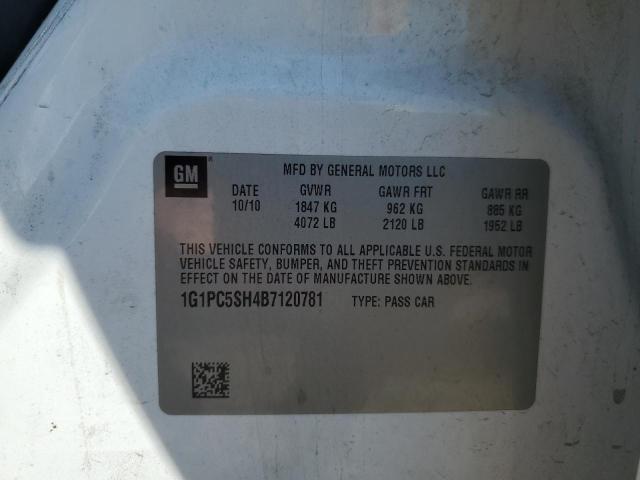 GM
MFD BY GENERAL MOTORS LLC
DATE GVWR GAWR FRT GAWR RR
10/10 1847 KG 962 KG 885 KG
4072 LB 2120 LB 1952 LB
THIS VEHICLE CONFORMS TO ALL APPLICABLE U.S. FEDERAL MOTOR
VEHICLE SAFETY, BUMPER, AND THEFT PREVENTION STANDARDS IN
EFFECT ON THE DATE OF MANUFACTURE SHOWN ABOVE.
1G1PC5SH4B7120781 TYPE: PASS CAR